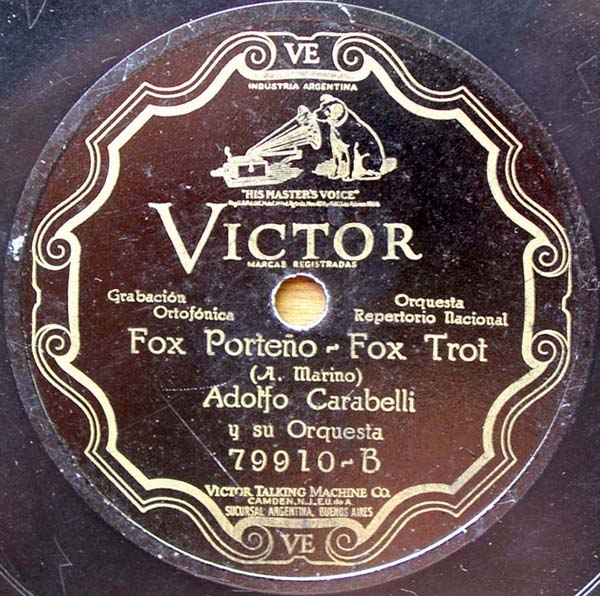 VE
INDUSTRIA ARGENTINA
"HIS MASTER'S VOICE"
VICTOR
MARCAS REGISTRADAS
Grabación
Ortofónica
Orquesta
Repertorio Nacional
Fox Porteño - Fox Trot
(A. Marino)
Adolfo Carabelli
y su Orquesta
79910-B
VICTOR TALKING MACHINE CO.
CAMDEN, N.J., E.U. de A.
SUCURSAL ARGENTINA, BUENOS AIRES
VE